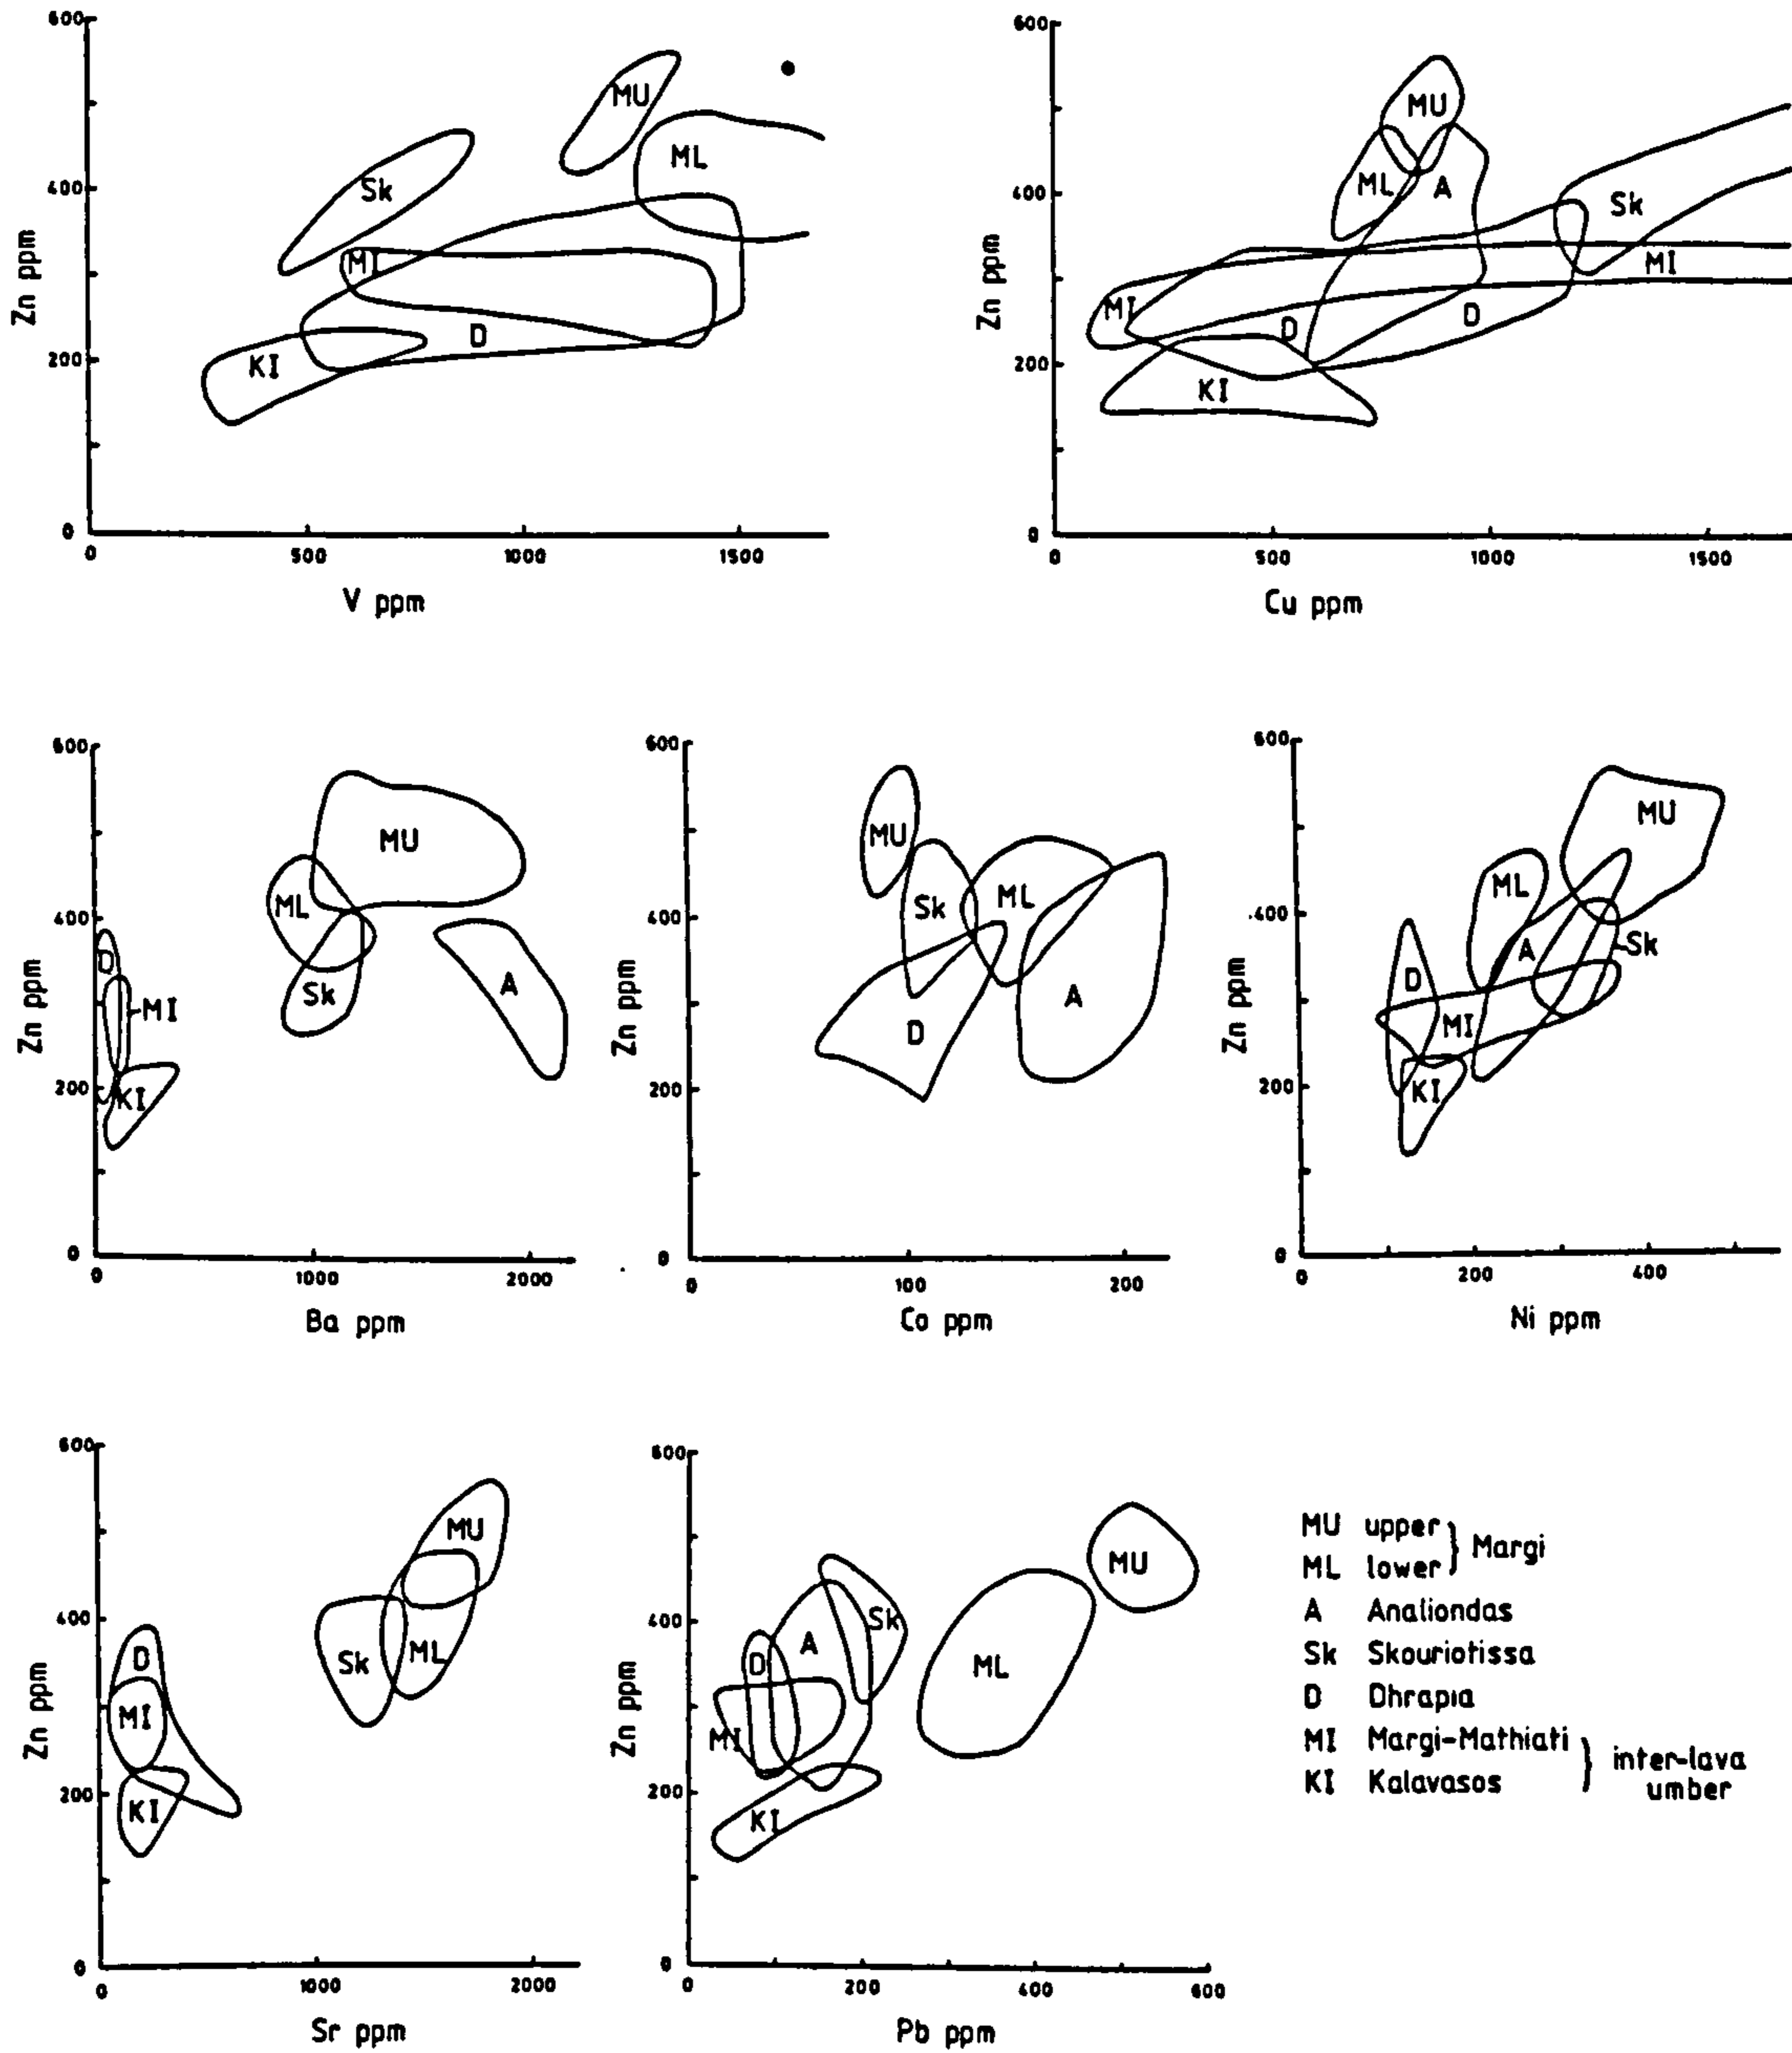 600
400
200
0
Zn ppm
MU
ML
Sk
MI
D
KI
0 500 1000 1500
V ppm
600
400
200
0
Zn ppm
MU
ML
A
Sk
MI
MI
D
D
KI
0 500 1000 1500
Cu ppm
600
400
200
0
Zn ppm
MU
ML
D
Sk
A
MI
KI
0 1000 2000
Ba ppm
600
400
200
0
Zn ppm
MU
Sk
ML
D
A
0 100 200
Co ppm
600
400
200
0
Zn ppm
MU
ML
A
Sk
D
MI
KI
0 200 400
Ni ppm
600
400
200
0
Zn ppm
MU
D
Sk
ML
MI
KI
0 1000 2000
Sr ppm
600
400
200
0
Zn ppm
MU
Sk
A
D
ML
MI
KI
0 200 400 600
Pb ppm
MU upper
ML lower
} Margi
A Analiondas
Sk Skouriotissa
D Dhrapia
MI Margi-Mathiati
KI Kalavasos
} inter-lava
umber